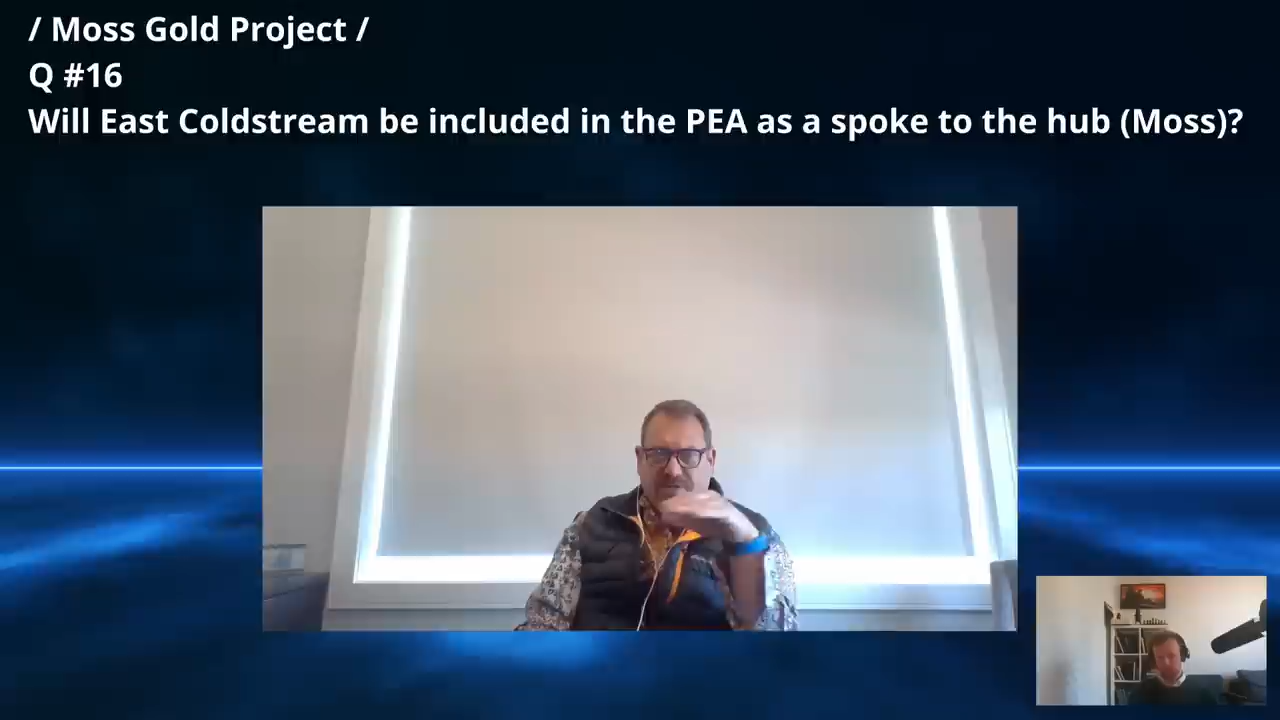 / Moss Gold Project /
Q #16
Will East Coldstream be included in the PEA as a spoke to the hub (Moss)?